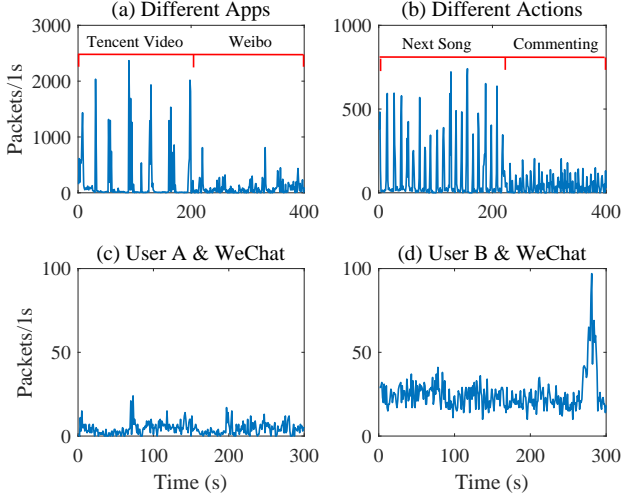 (a) Different Apps
(b) Different Actions
Packets/1s
3000
2000
1000
0
Tencent Video
Weibo
0
200
400
1000
500
0
Next Song
Commenting
0
200
400
(c) User A & WeChat
(d) User B & WeChat
Packets/1s
100
50
0
0
100
200
300
Time (s)
100
50
0
0
100
200
300
Time (s)